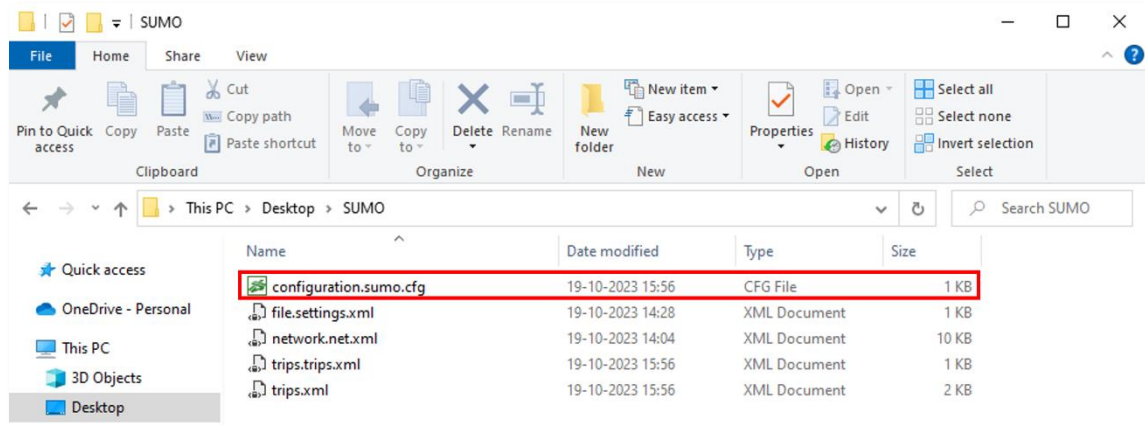 SUMO
File Home Share View
Pin to Quick access
Copy
Paste
Cut
Copy path
Paste shortcut
Clipboard
Move to
Copy to
Delete
Rename
Organize
New folder
New item
Easy access
New
Properties
Open
Edit
History
Open
Select all
Select none
Invert selection
Select
This PC > Desktop > SUMO
Search SUMO
Quick access
OneDrive - Personal
This PC
3D Objects
Desktop
Name Date modified Type Size
configuration.sumo.cfg 19-10-2023 15:56 CFG File 1 KB
file.settings.xml 19-10-2023 14:28 XML Document 1 KB
network.net.xml 19-10-2023 14:04 XML Document 10 KB
trips.trips.xml 19-10-2023 15:56 XML Document 1 KB
trips.xml 19-10-2023 15:56 XML Document 2 KB